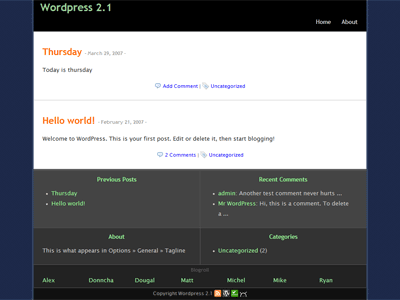 Wordpress 2.1
Home About
Thursday - March 29, 2007 -
Today is thursday
Add Comment | Uncategorized
Hello world! - February 21, 2007 -
Welcome to WordPress. This is your first post. Edit or delete it, then start blogging!
2 Comments | Uncategorized
Previous Posts
Thursday
Hello world!
Recent Comments
admin: Another test comment never hurts ...
Mr WordPress: Hi, this is a comment. To delete
a ...
About
This is what appears in Options » General » Tagline
Categories
Uncategorized (2)
Blogroll
Alex Donncha Dougal Matt Michel Mike Ryan
Copyright Wordpress 2.1